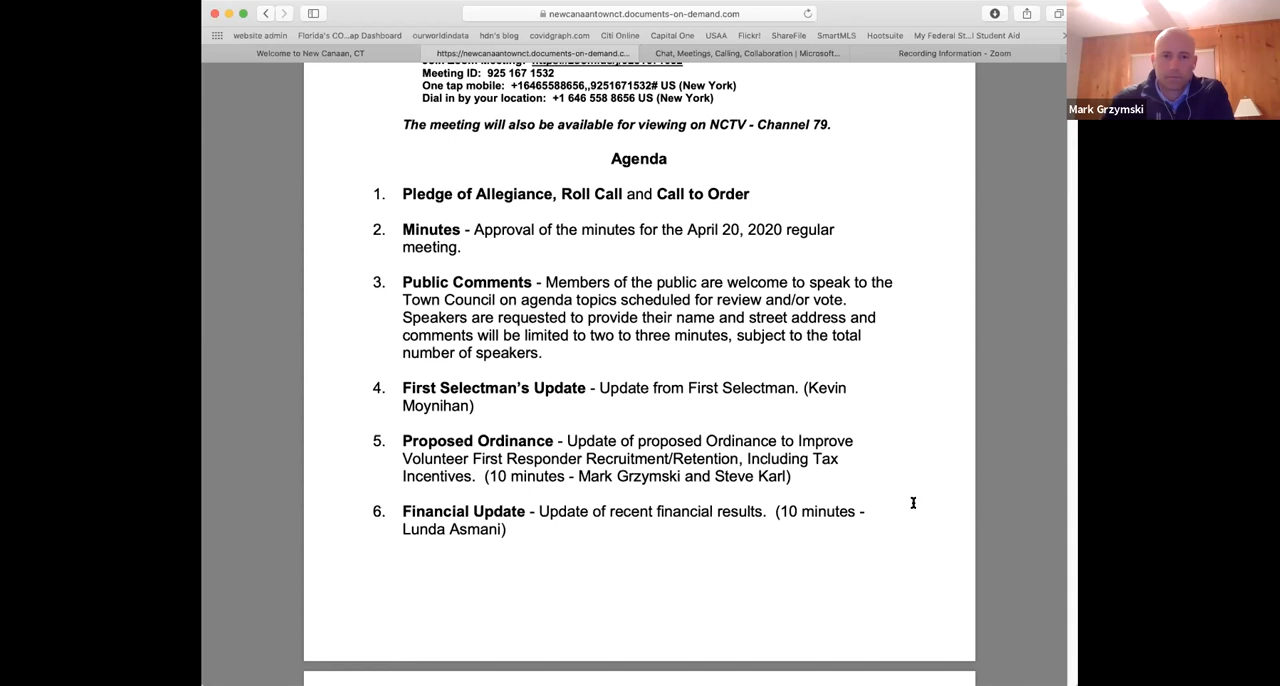 newcanaantownct.documents-on-demand.com
website admin Florida's CO...ap Dashboard ourworldindata hdn's blog covidgraph.com Citi Online Capital One USAA Flickr! ShareFile SmartMLS Hootsuite My Federal St...l Student Aid
Welcome to New Canaan, CT https://newcanaantownct.documents-on-demand.c... Chat, Meetings, Calling, Collaboration | Microsoft... Recording Information - Zoom
Mark Grzymski
Meeting ID: 925 167 1532
One tap mobile: +16465588656,,9251671532# US (New York)
Dial in by your location: +1 646 558 8656 US (New York)
The meeting will also be available for viewing on NCTV - Channel 79.
Agenda
1. Pledge of Allegiance, Roll Call and Call to Order
2. Minutes - Approval of the minutes for the April 20, 2020 regular
meeting.
3. Public Comments - Members of the public are welcome to speak to the
Town Council on agenda topics scheduled for review and/or vote.
Speakers are requested to provide their name and street address and
comments will be limited to two to three minutes, subject to the total
number of speakers.
4. First Selectman's Update - Update from First Selectman. (Kevin
Moynihan)
5. Proposed Ordinance - Update of proposed Ordinance to Improve
Volunteer First Responder Recruitment/Retention, Including Tax
Incentives. (10 minutes - Mark Grzymski and Steve Karl)
6. Financial Update - Update of recent financial results. (10 minutes -
Lunda Asmani)